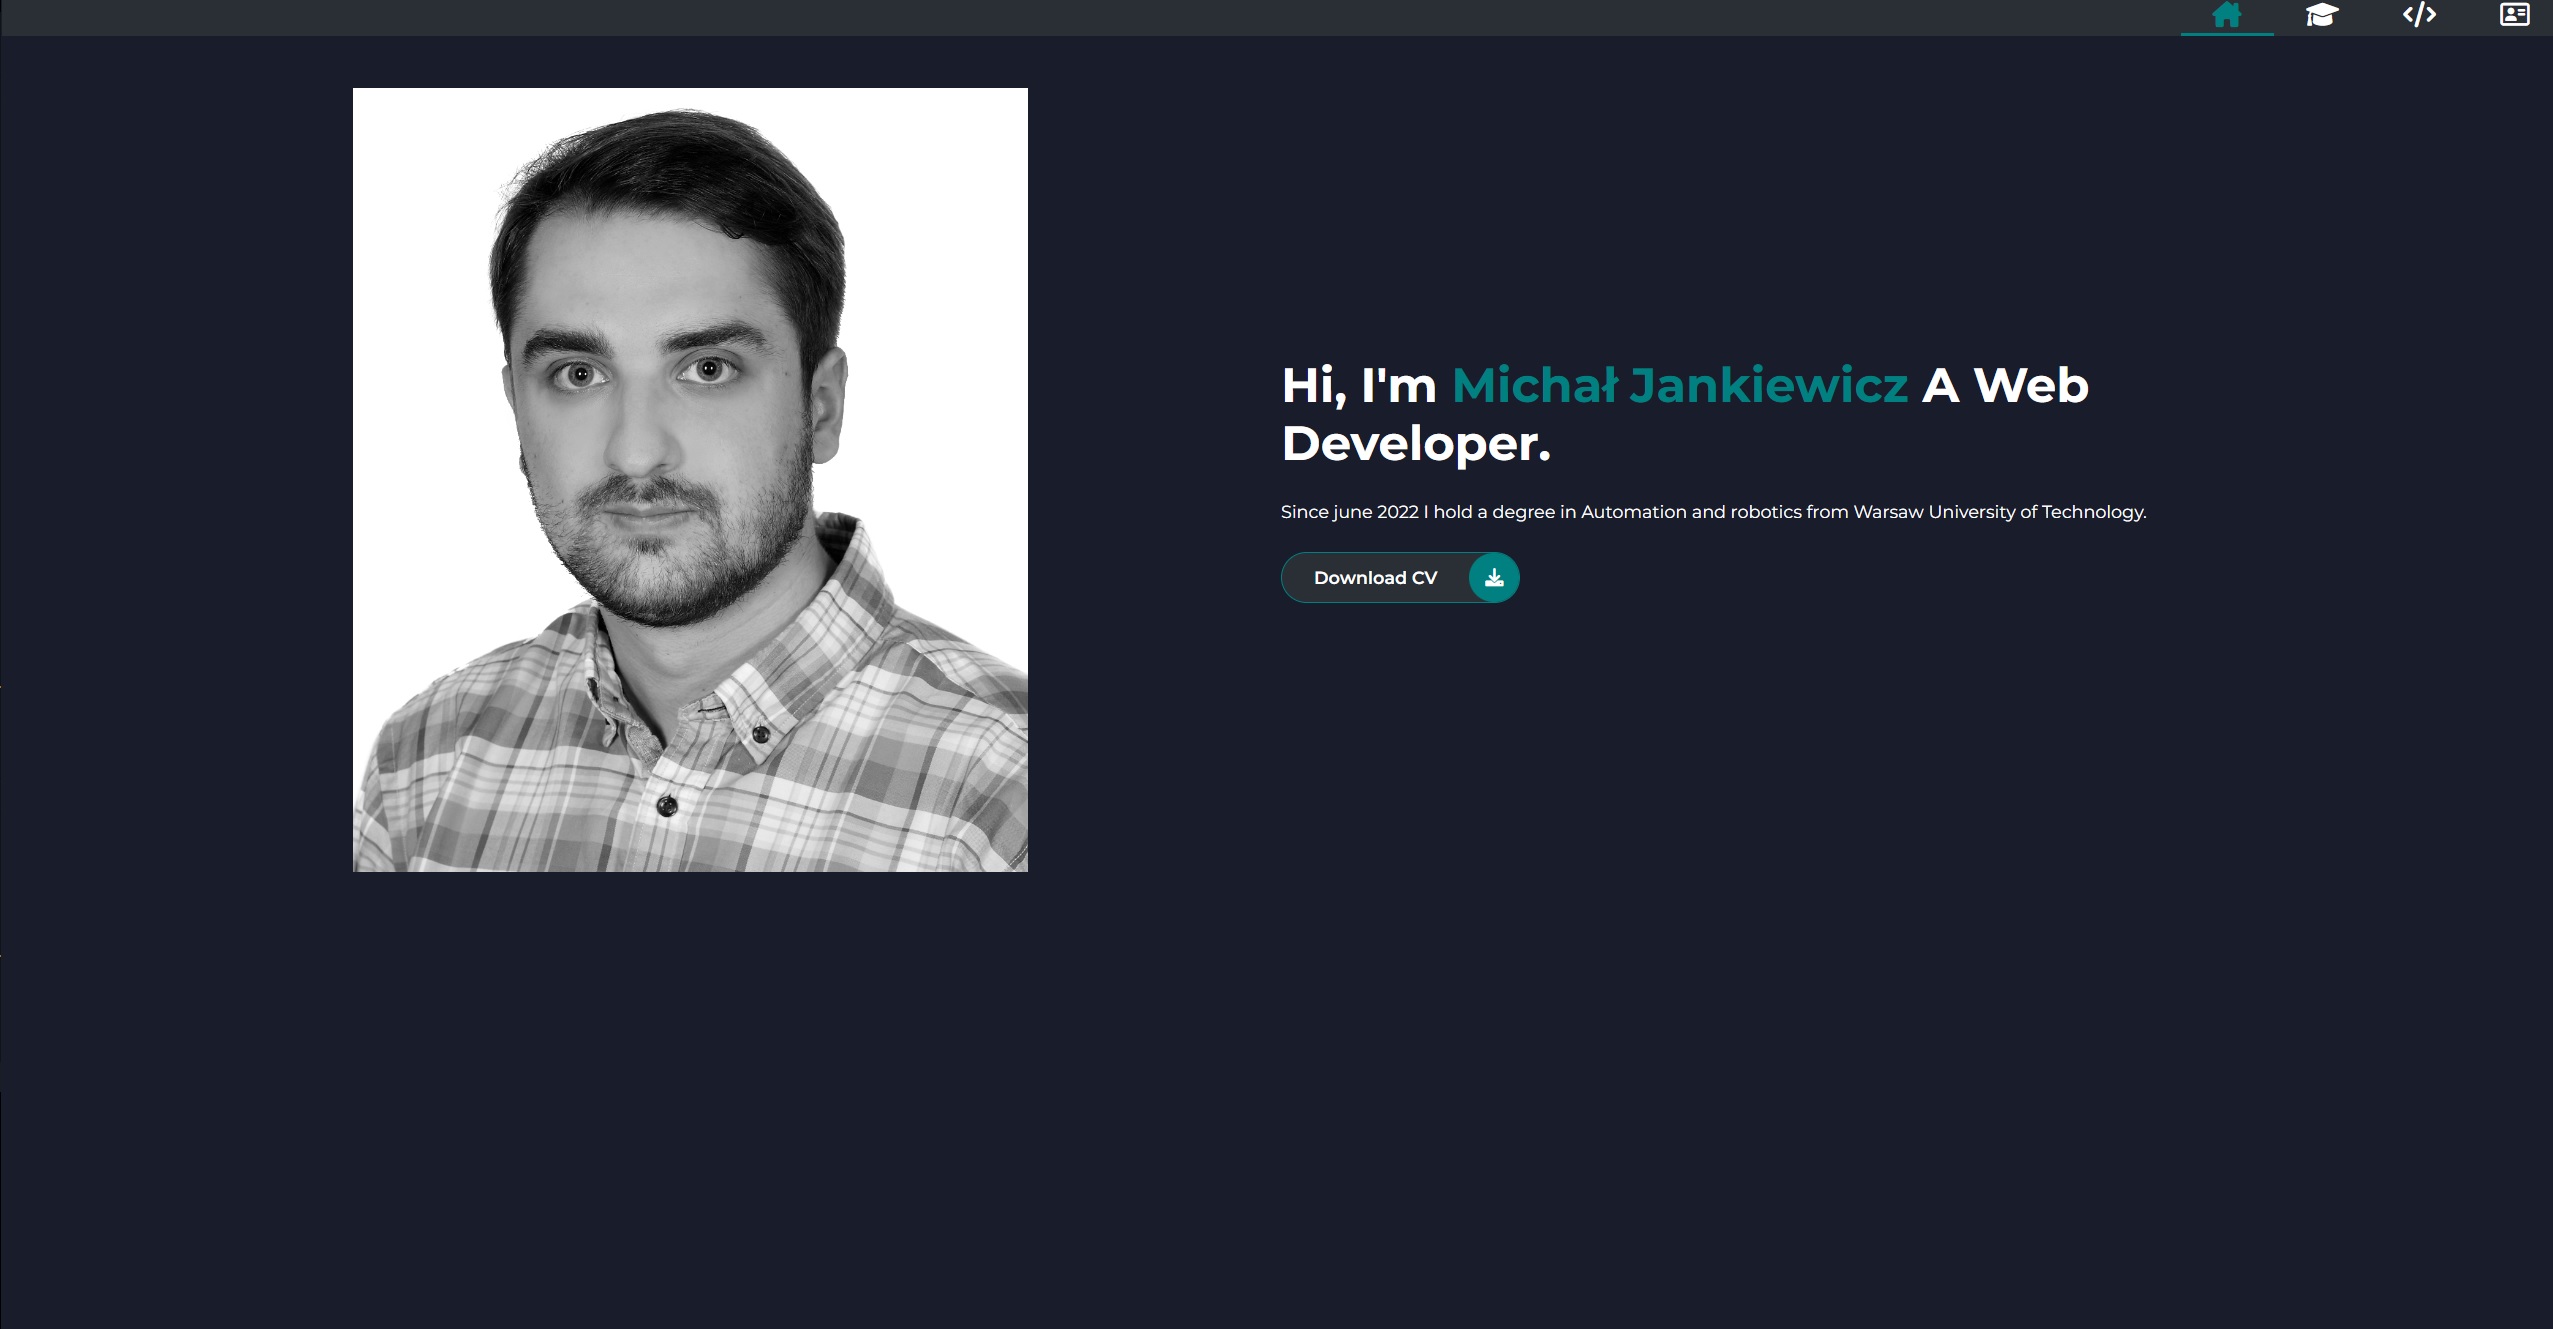 Hi, I'm Michał Jankiewicz A Web
Developer.
Since june 2022 I hold a degree in Automation and robotics from Warsaw University of Technology.
Download CV